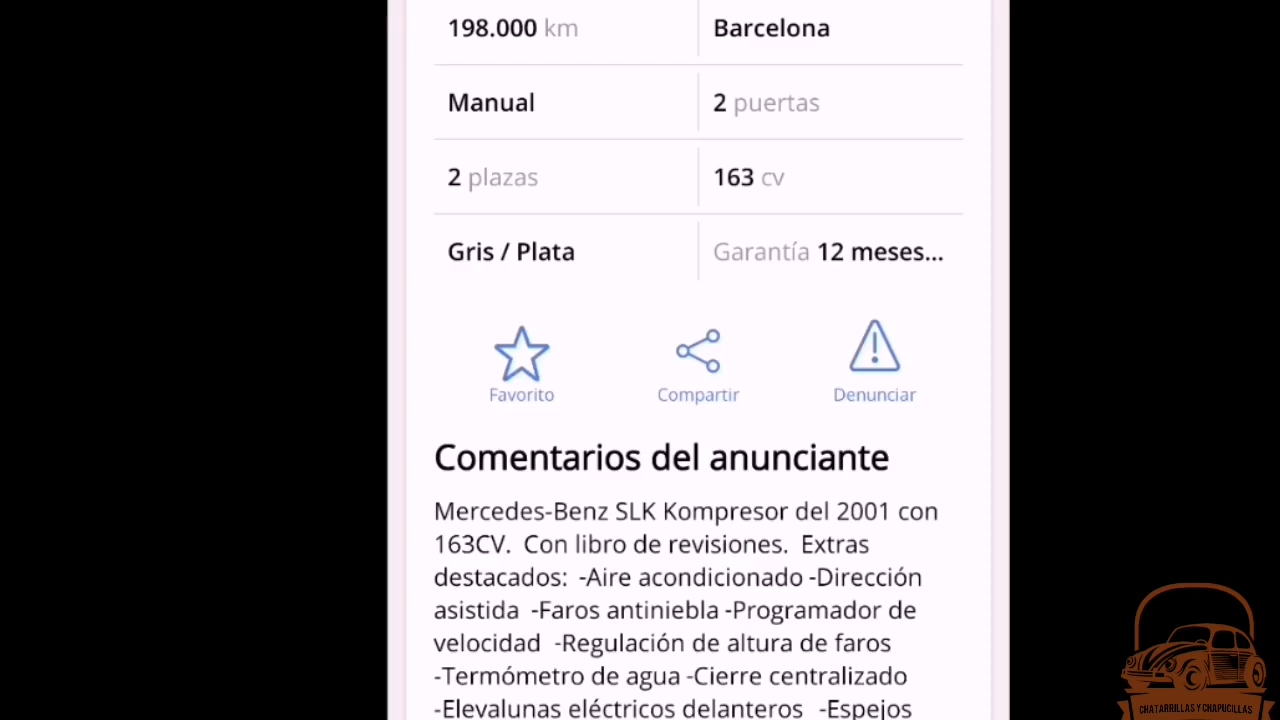 198.000 km
Barcelona
Manual
2 puertas
2 plazas
163 cv
Gris / Plata
Garantía 12 meses...
Favorito
Compartir
Denunciar
Comentarios del anunciante
Mercedes-Benz SLK Kompresor del 2001 con
163CV. Con libro de revisiones. Extras
destacados: -Aire acondicionado -Dirección
asistida -Faros antiniebla -Programador de
velocidad -Regulación de altura de faros
-Termómetro de agua -Cierre centralizado
-Elevalunas eléctricos delanteros -Espejos
CHATARRILLAS Y CHAPUCILLAS